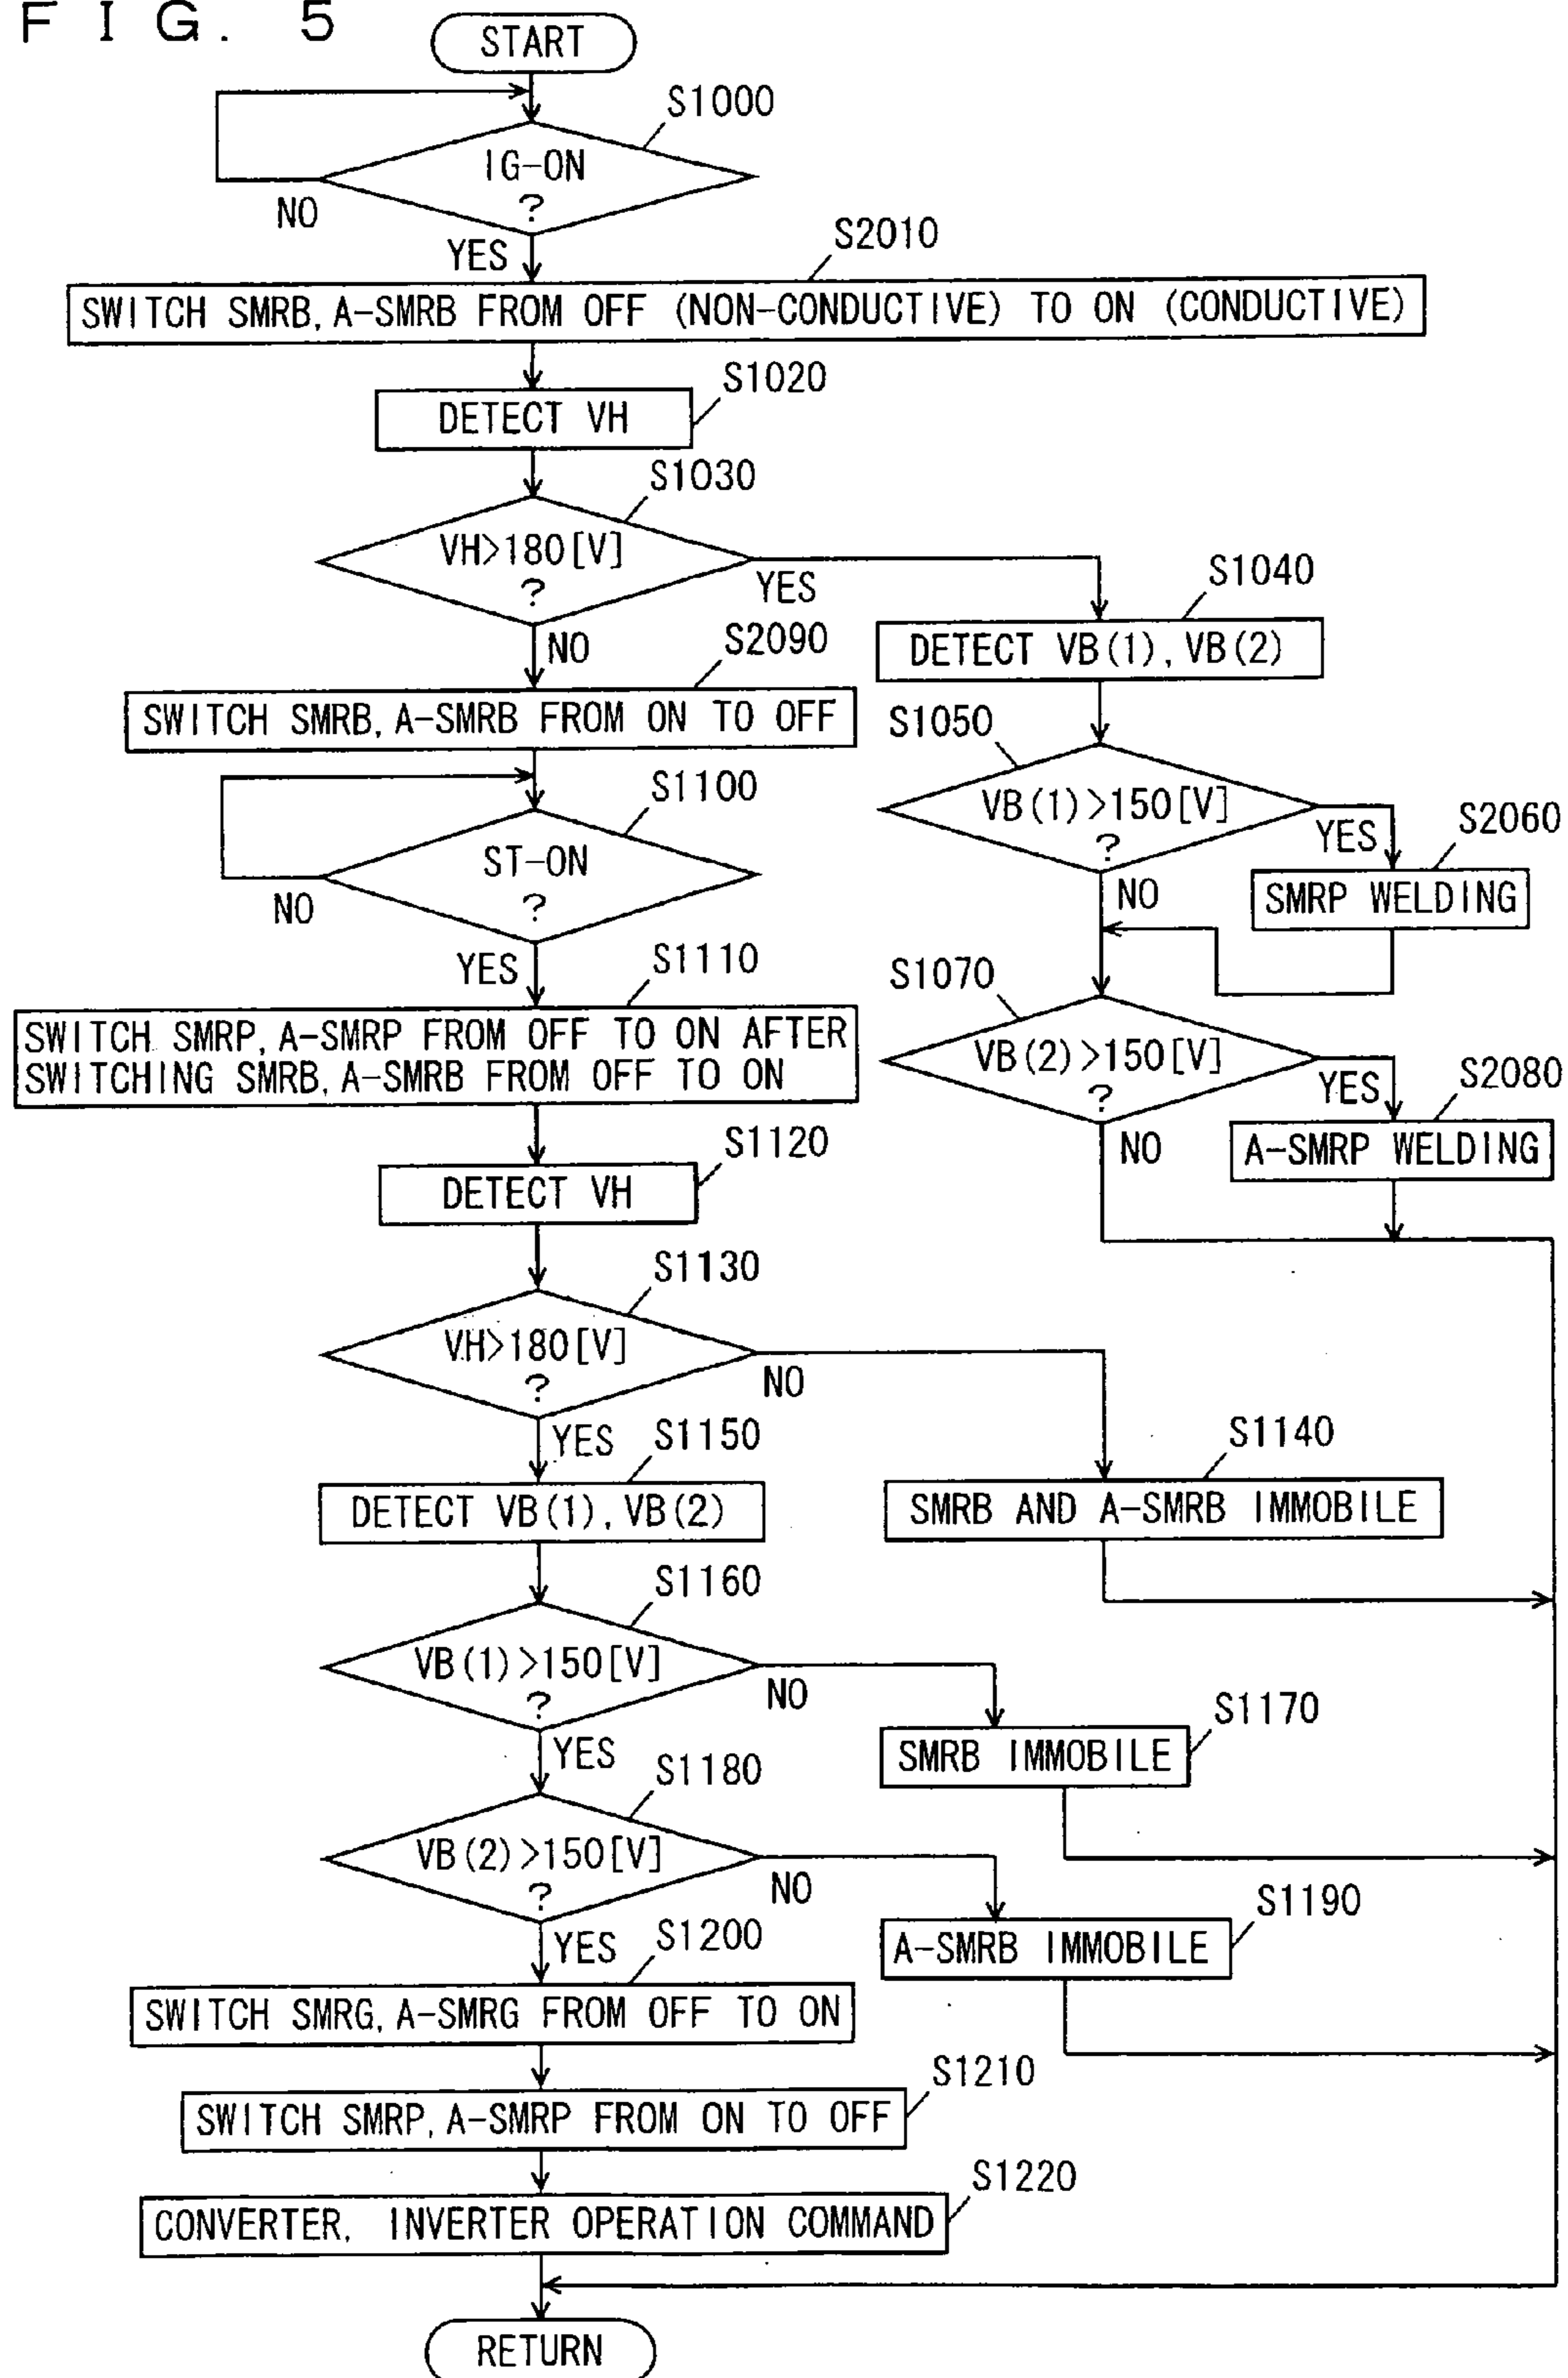 FIG. 5
START
S1000
IG-ON
?
NO
YES
S2010
SWITCH SMRB, A-SMRB FROM OFF (NON-CONDUCTIVE) TO ON (CONDUCTIVE)
S1020
DETECT VH
S1030
VH>180[V]
?
YES
NO
S1040
DETECT VB(1), VB(2)
S2090
SWITCH SMRB, A-SMRB FROM ON TO OFF
S1050
VB(1)>150[V]
?
YES
NO
S2060
SMRP WELDING
S1100
ST-ON
?
NO
YES
S1070
VB(2)>150[V]
?
YES
NO
S2080
A-SMRP WELDING
S1110
SWITCH SMRP, A-SMRP FROM OFF TO ON AFTER
SWITCHING SMRB, A-SMRB FROM OFF TO ON
S1120
DETECT VH
S1130
VH>180[V]
?
NO
YES
S1140
SMRB AND A-SMRB IMMOBILE
S1150
DETECT VB(1), VB(2)
S1160
VB(1)>150[V]
?
NO
YES
S1170
SMRB IMMOBILE
S1180
VB(2)>150[V]
?
NO
YES
S1190
A-SMRB IMMOBILE
S1200
SWITCH SMRG, A-SMRG FROM OFF TO ON
S1210
SWITCH SMRP, A-SMRP FROM ON TO OFF
S1220
CONVERTER, INVERTER OPERATION COMMAND
RETURN